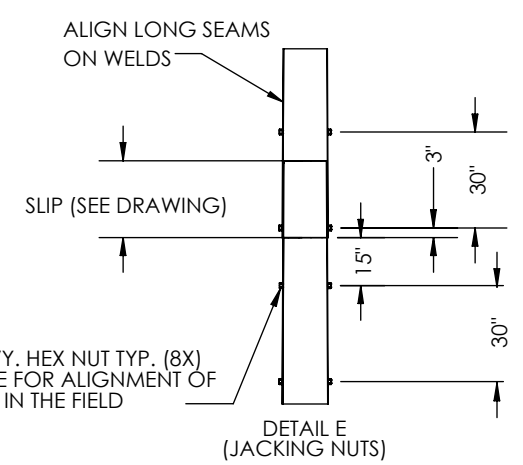 ALIGN LONG SEAMS
ON WELDS
3"
30"
SLIP (SEE DRAWING)
15"
30"
Y. HEX NUT TYP. (8X)
E FOR ALIGNMENT OF
IN THE FIELD
DETAIL E
(JACKING NUTS)